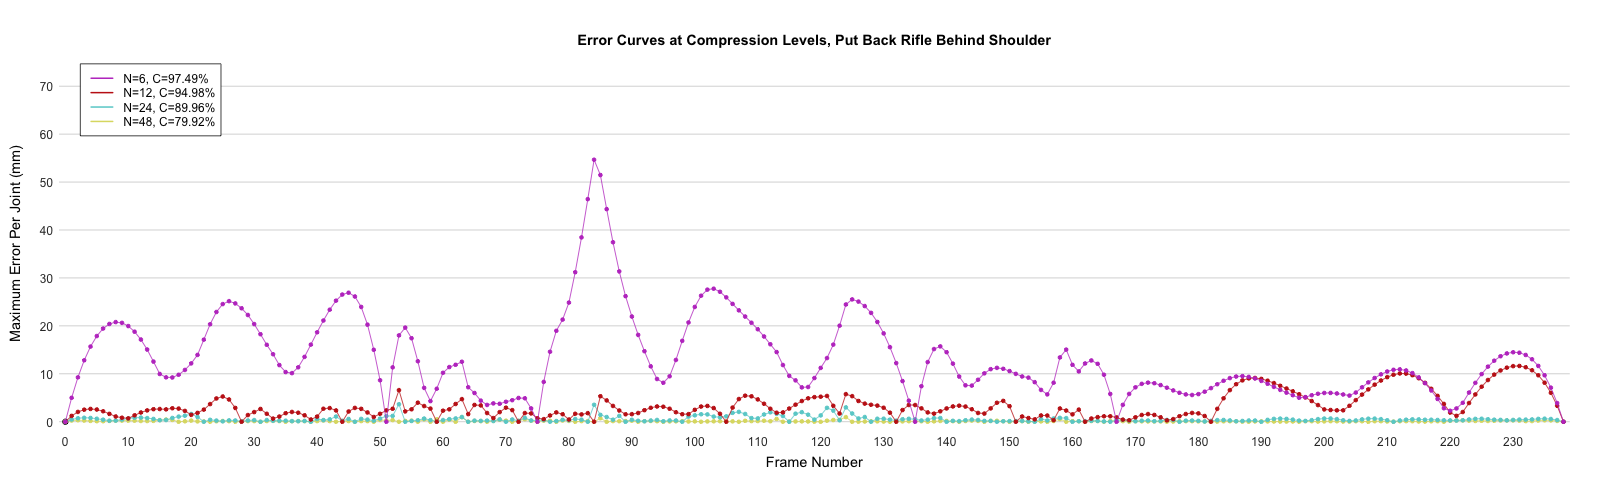 Error Curves at Compression Levels, Put Back Rifle Behind Shoulder
N=6, C=97.49%
N=12, C=94.98%
N=24, C=89.96%
N=48, C=79.92%
Maximum Error Per Joint (mm)
70
60
50
40
30
20
10
0
0 10 20 30 40 50 60 70 80 90 100 110 120 130 140 150 160 170 180 190 200 210 220 230
Frame Number